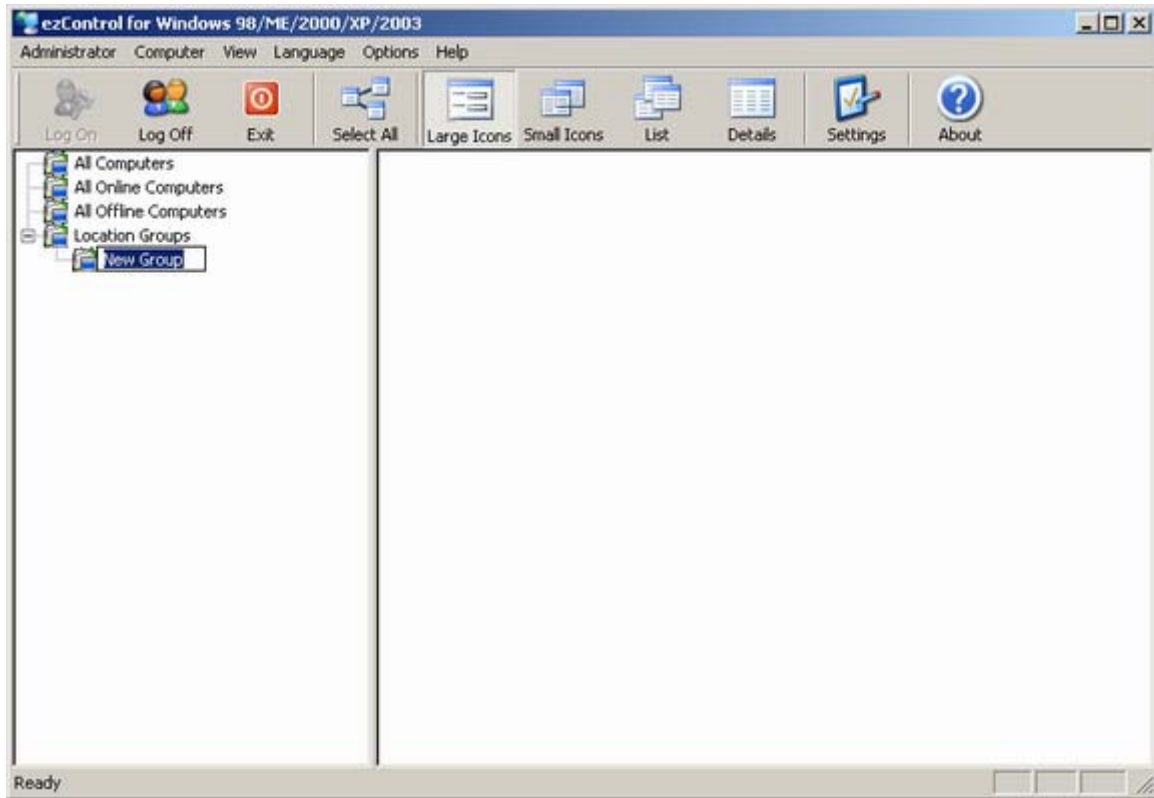 ezControl for Windows 98/ME/2000/XP/2003
Administrator Computer View Language Options Help
Log On Log Off Exit Select All Large Icons Small Icons List Details Settings About
All Computers
All Online Computers
All Offline Computers
Location Groups
New Group
Ready